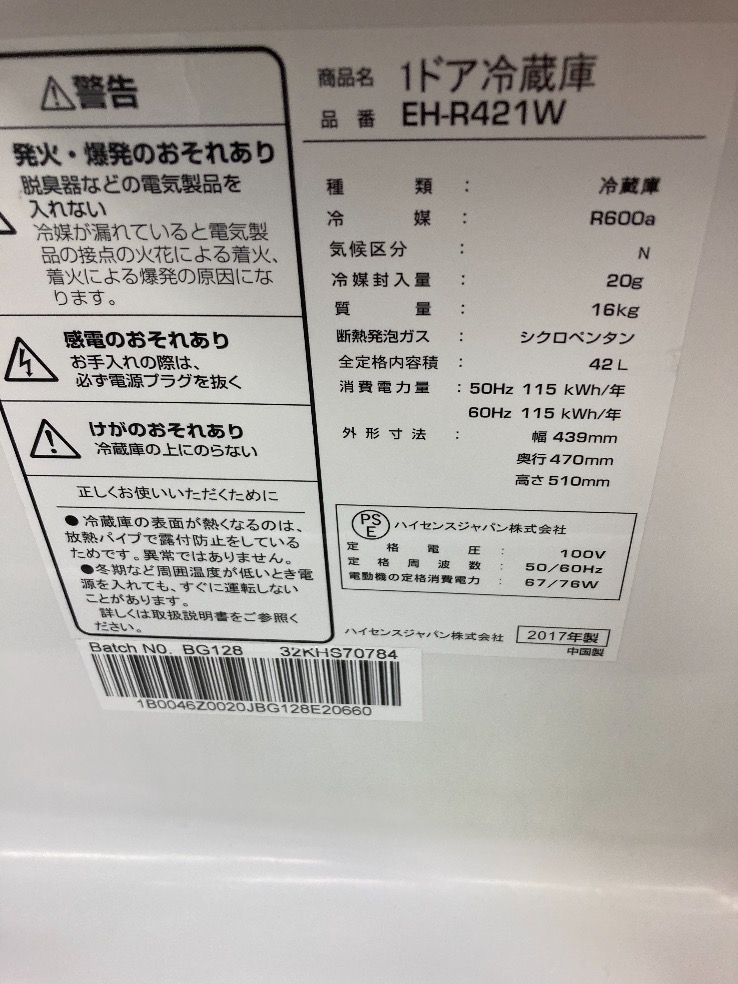 警告
発火・爆発のおそれあり
脱臭器などの電気製品を
入れない
冷媒が漏れていると電気製
品の接点の火花による着火、
着火による爆発の原因にな
ります。
感電のおそれあり
お手入れの際は、
必ず電源プラグを抜く
けがのおそれあり
冷蔵庫の上にのらない
正しくお使いいただくために
●冷蔵庫の表面が熱くなるのは、
放熱パイプで露付防止をしている
ためです。異常ではありません。
●冬期など周囲温度が低いとき電
源を入れても、すぐに運転しない
ことがあります。
詳しくは取扱説明書をご参照く
ださい。
商品名 1ドア冷蔵庫
品番 EH-R421W
種類 : 冷蔵庫
冷媒 : R600a
気候区分 : N
冷媒封入量 : 20g
質量 : 16kg
断熱発泡ガス : シクロペンタン
全定格内容積 : 42L
消費電力量 : 50Hz 115 kWh/年
60Hz 115 kWh/年
外形寸法 : 幅 439mm
奥行 470mm
高さ 510mm
PSE ハイセンスジャパン株式会社
定格電圧 : 100V
定格周波数 : 50/60Hz
電動機の定格消費電力 : 67/76W
ハイセンスジャパン株式会社 2017年製
中国製
Batch NO. BG128 32KHS70784
1B0046Z0020JBG128E20660